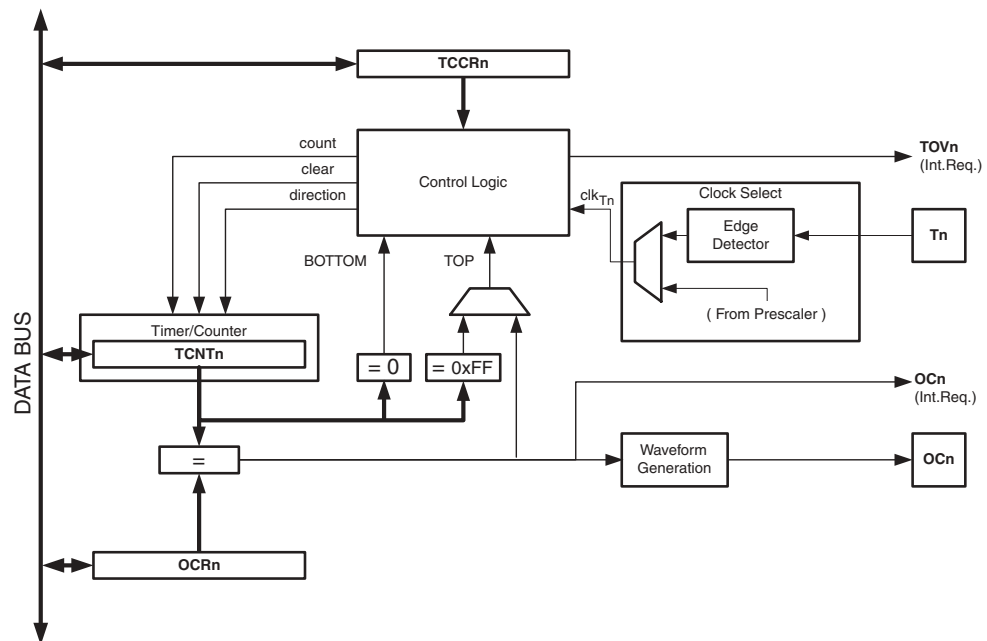 TCCRn
count
clear
direction
Control Logic
TOVn
(Int.Req.)
clkTn
Clock Select
Edge
Detector
Tn
( From Prescaler )
BOTTOM
TOP
Timer/Counter
TCNTn
= 0
= 0xFF
DATA BUS
OCn
(Int.Req.)
=
Waveform
Generation
OCn
OCRn